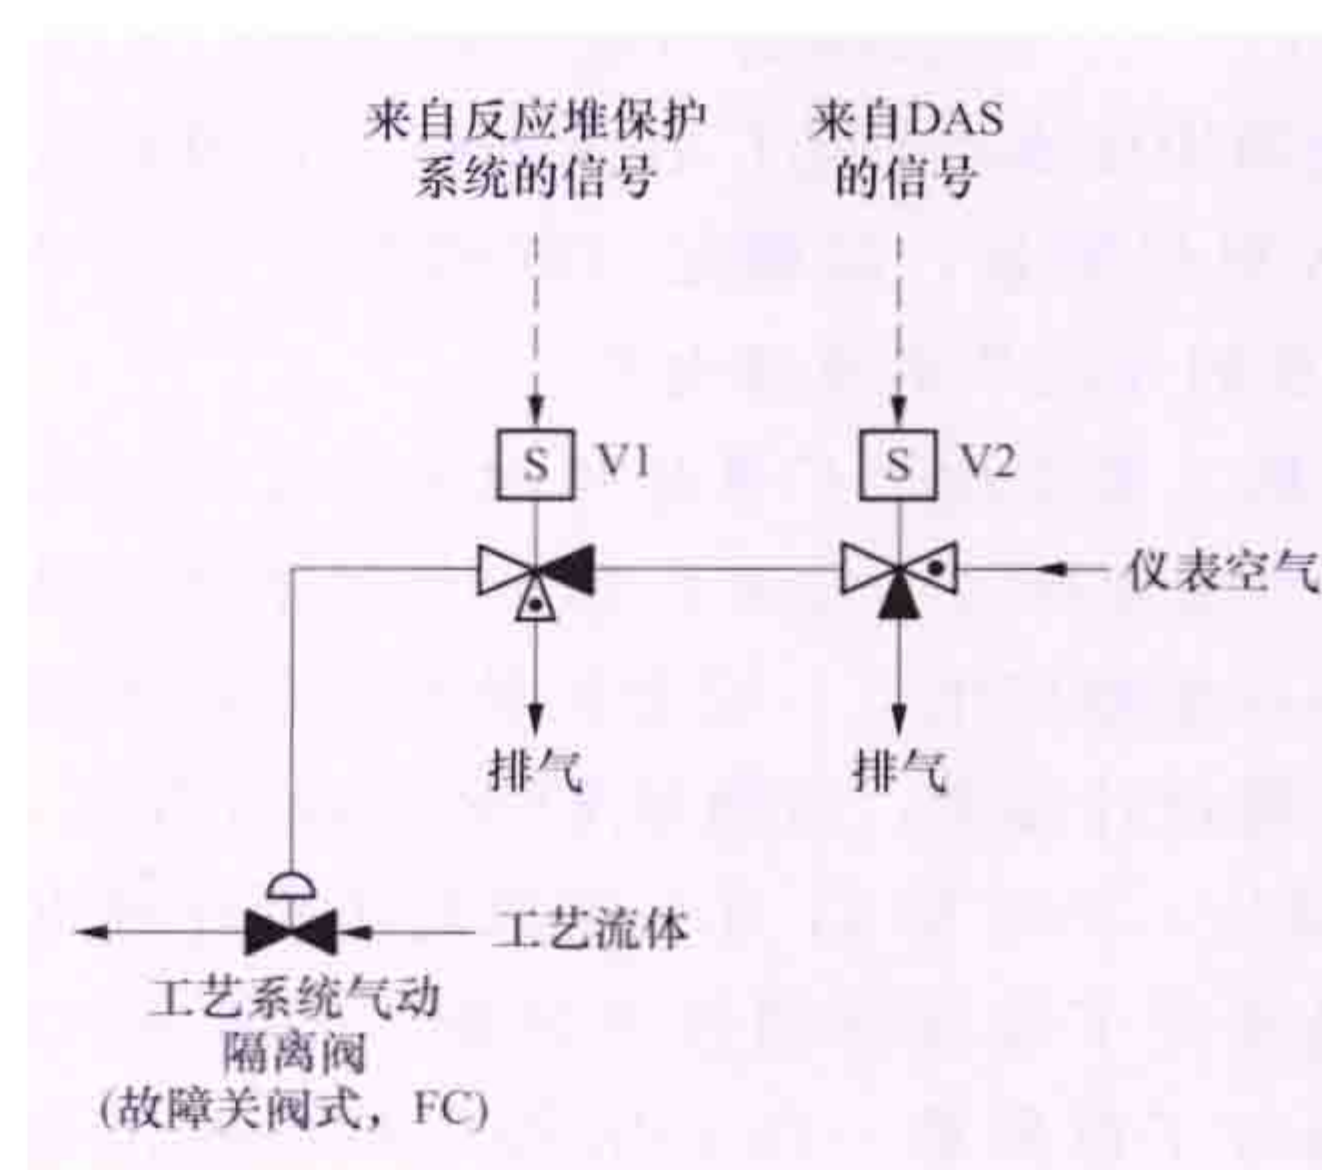 来自反应堆保护
系统的信号
来自DAS
的信号
S
V1
S
V2
仪表空气
排气
排气
工艺流体
工艺系统气动
隔离阀
(故障关阀式，FC)